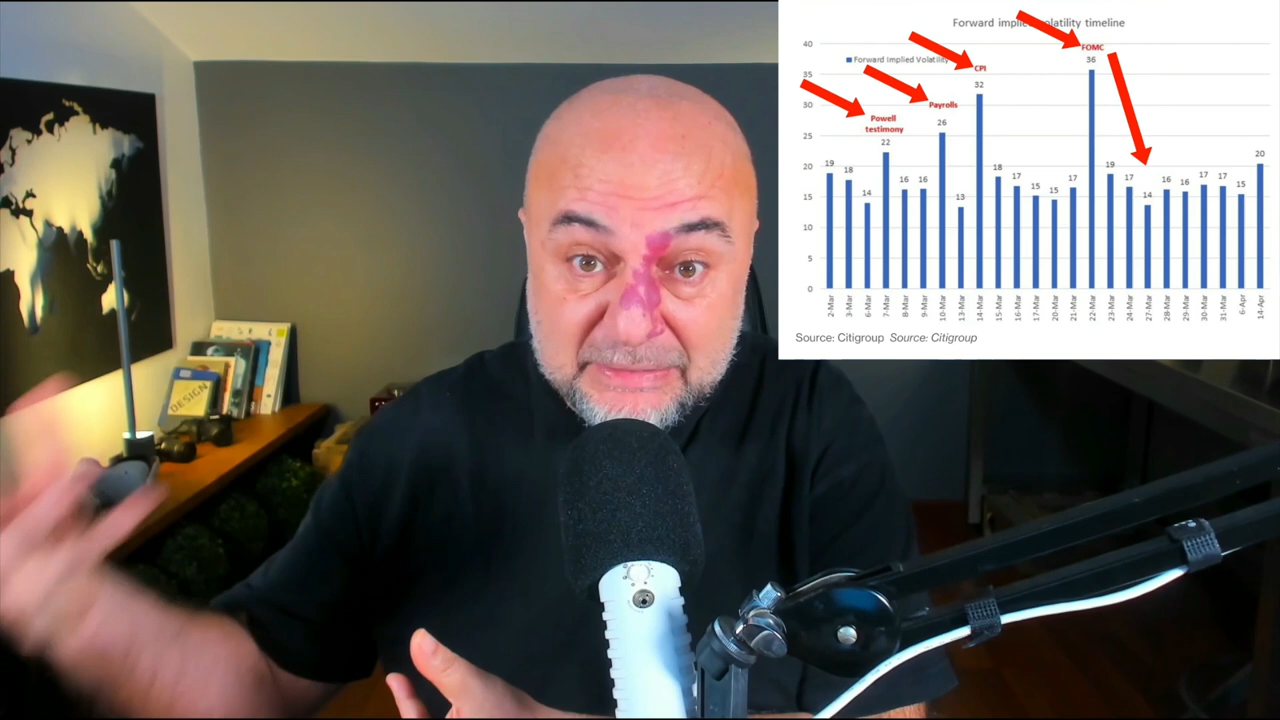 Forward implied volatility timeline
Forward Implied Volatility
40
35
30
25
20
15
10
5
0
Powell
testimony
Payrolls
CPI
FOMC
19
18
14
22
16
16
26
13
32
18
17
15
15
17
36
19
17
14
16
16
17
17
15
20
2-Mar
3-Mar
6-Mar
7-Mar
8-Mar
9-Mar
10-Mar
13-Mar
14-Mar
15-Mar
16-Mar
17-Mar
20-Mar
21-Mar
22-Mar
23-Mar
24-Mar
27-Mar
28-Mar
29-Mar
30-Mar
31-Mar
6-Apr
14-Apr
Source: Citigroup Source: Citigroup
DESIGN